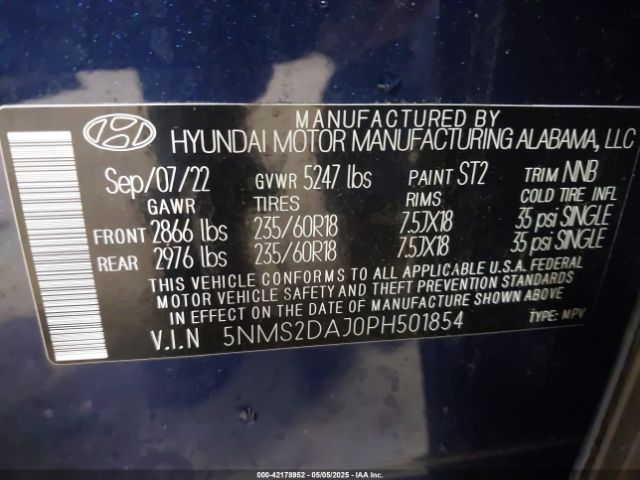 MANUFACTURED BY
HYUNDAI MOTOR MANUFACTURING ALABAMA, LLC
Sep/07/22 GVWR 5247 lbs PAINT ST2 TRIM NNB
GAWR TIRES RIMS COLD TIRE INFL
FRONT 2866 lbs 235/60R18 7.5JX18 35 psi SINGLE
REAR 2976 lbs 235/60R18 7.5JX18 35 psi SINGLE
THIS VEHICLE CONFORMS TO ALL APPLICABLE U.S.A. FEDERAL
MOTOR VEHICLE SAFETY AND THEFT PREVENTION STANDARDS
IN EFFECT ON THE DATE OF MANUFACTURE SHOWN ABOVE.
V.I.N 5NMS2DAJ0PH501854 TYPE: MPV
000-42178952 — 05/05/2025 — IAAI Inc.